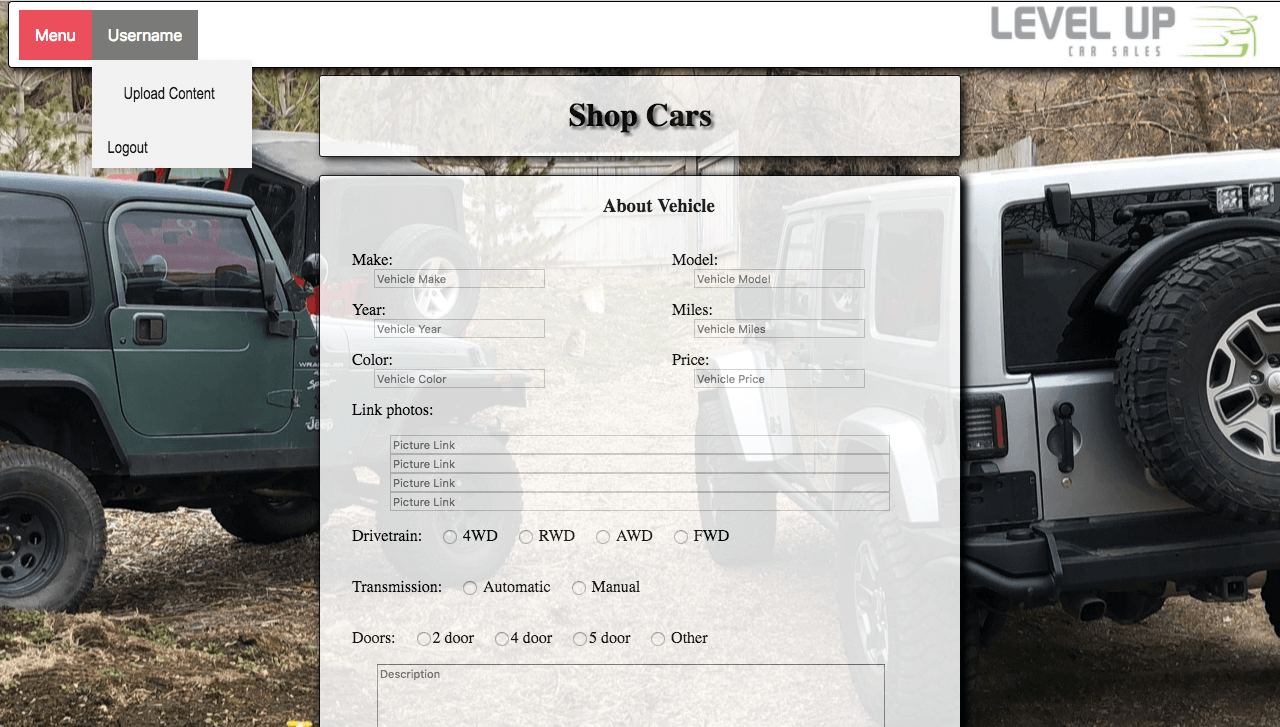 Menu Username
LEVEL UP
CAR SALES
Upload Content
Logout
Shop Cars
About Vehicle
Make: Model:
Vehicle Make Vehicle Model
Year: Miles:
Vehicle Year Vehicle Miles
Color: Price:
Vehicle Color Vehicle Price
Link photos:
Picture Link
Picture Link
Picture Link
Picture Link
Drivetrain: 4WD RWD AWD FWD
Transmission: Automatic Manual
Doors: 2 door 4 door 5 door Other
Description
WRANGLER
Sport
Jeep